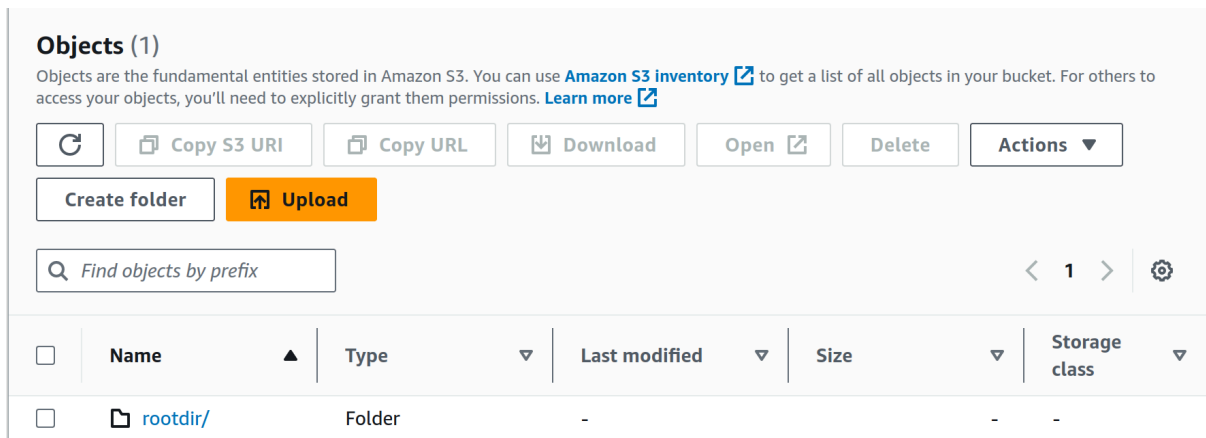 Objects (1)
Objects are the fundamental entities stored in Amazon S3. You can use Amazon S3 inventory to get a list of all objects in your bucket. For others to
access your objects, you'll need to explicitly grant them permissions. Learn more
Copy S3 URI Copy URL Download Open Delete Actions
Create folder Upload
Find objects by prefix 1
Name Type Last modified Size Storage
class
rootdir/ Folder - - -